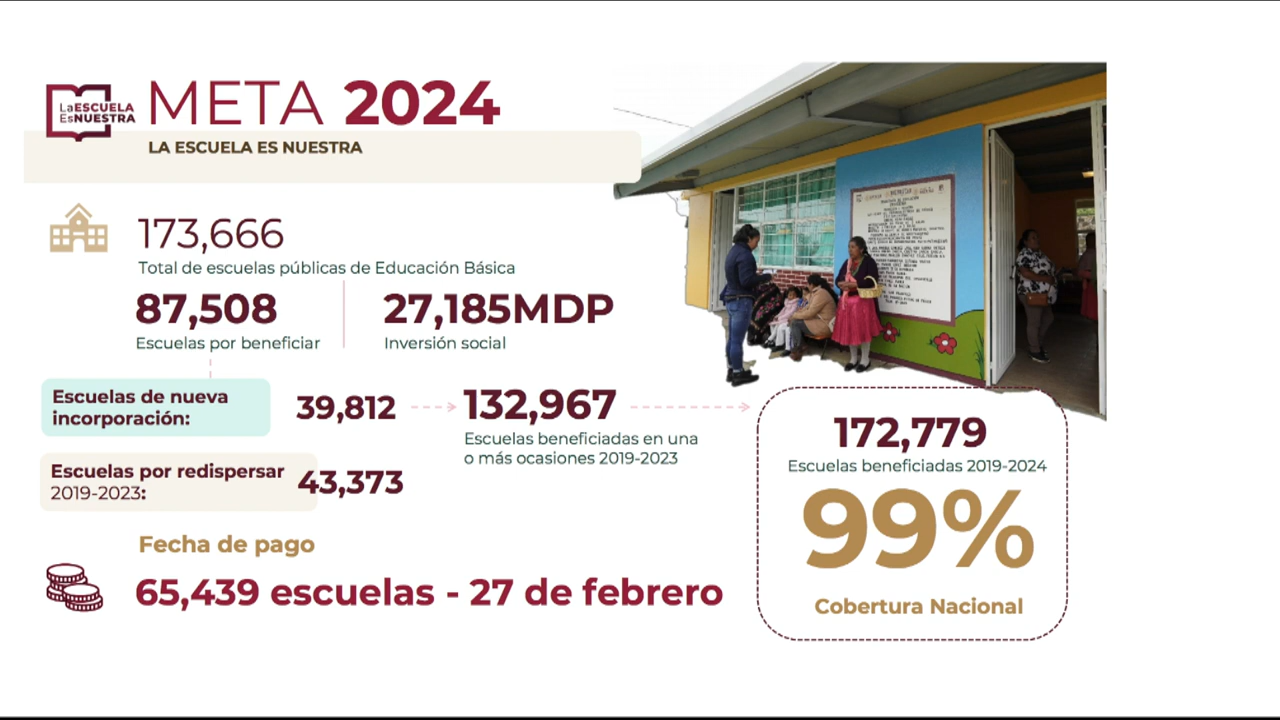 LaESCUELA
EsNUESTRA
META 2024
LA ESCUELA ES NUESTRA
173,666
Total de escuelas públicas de Educación Básica
87,508
Escuelas por beneficiar
27,185MDP
Inversión social
Escuelas de nueva
incorporación:
39,812
132,967
Escuelas beneficiadas en una
o más ocasiones 2019-2023
Escuelas por redispersar
2019-2023:
43,373
172,779
Escuelas beneficiadas 2019-2024
99%
Cobertura Nacional
Fecha de pago
65,439 escuelas - 27 de febrero